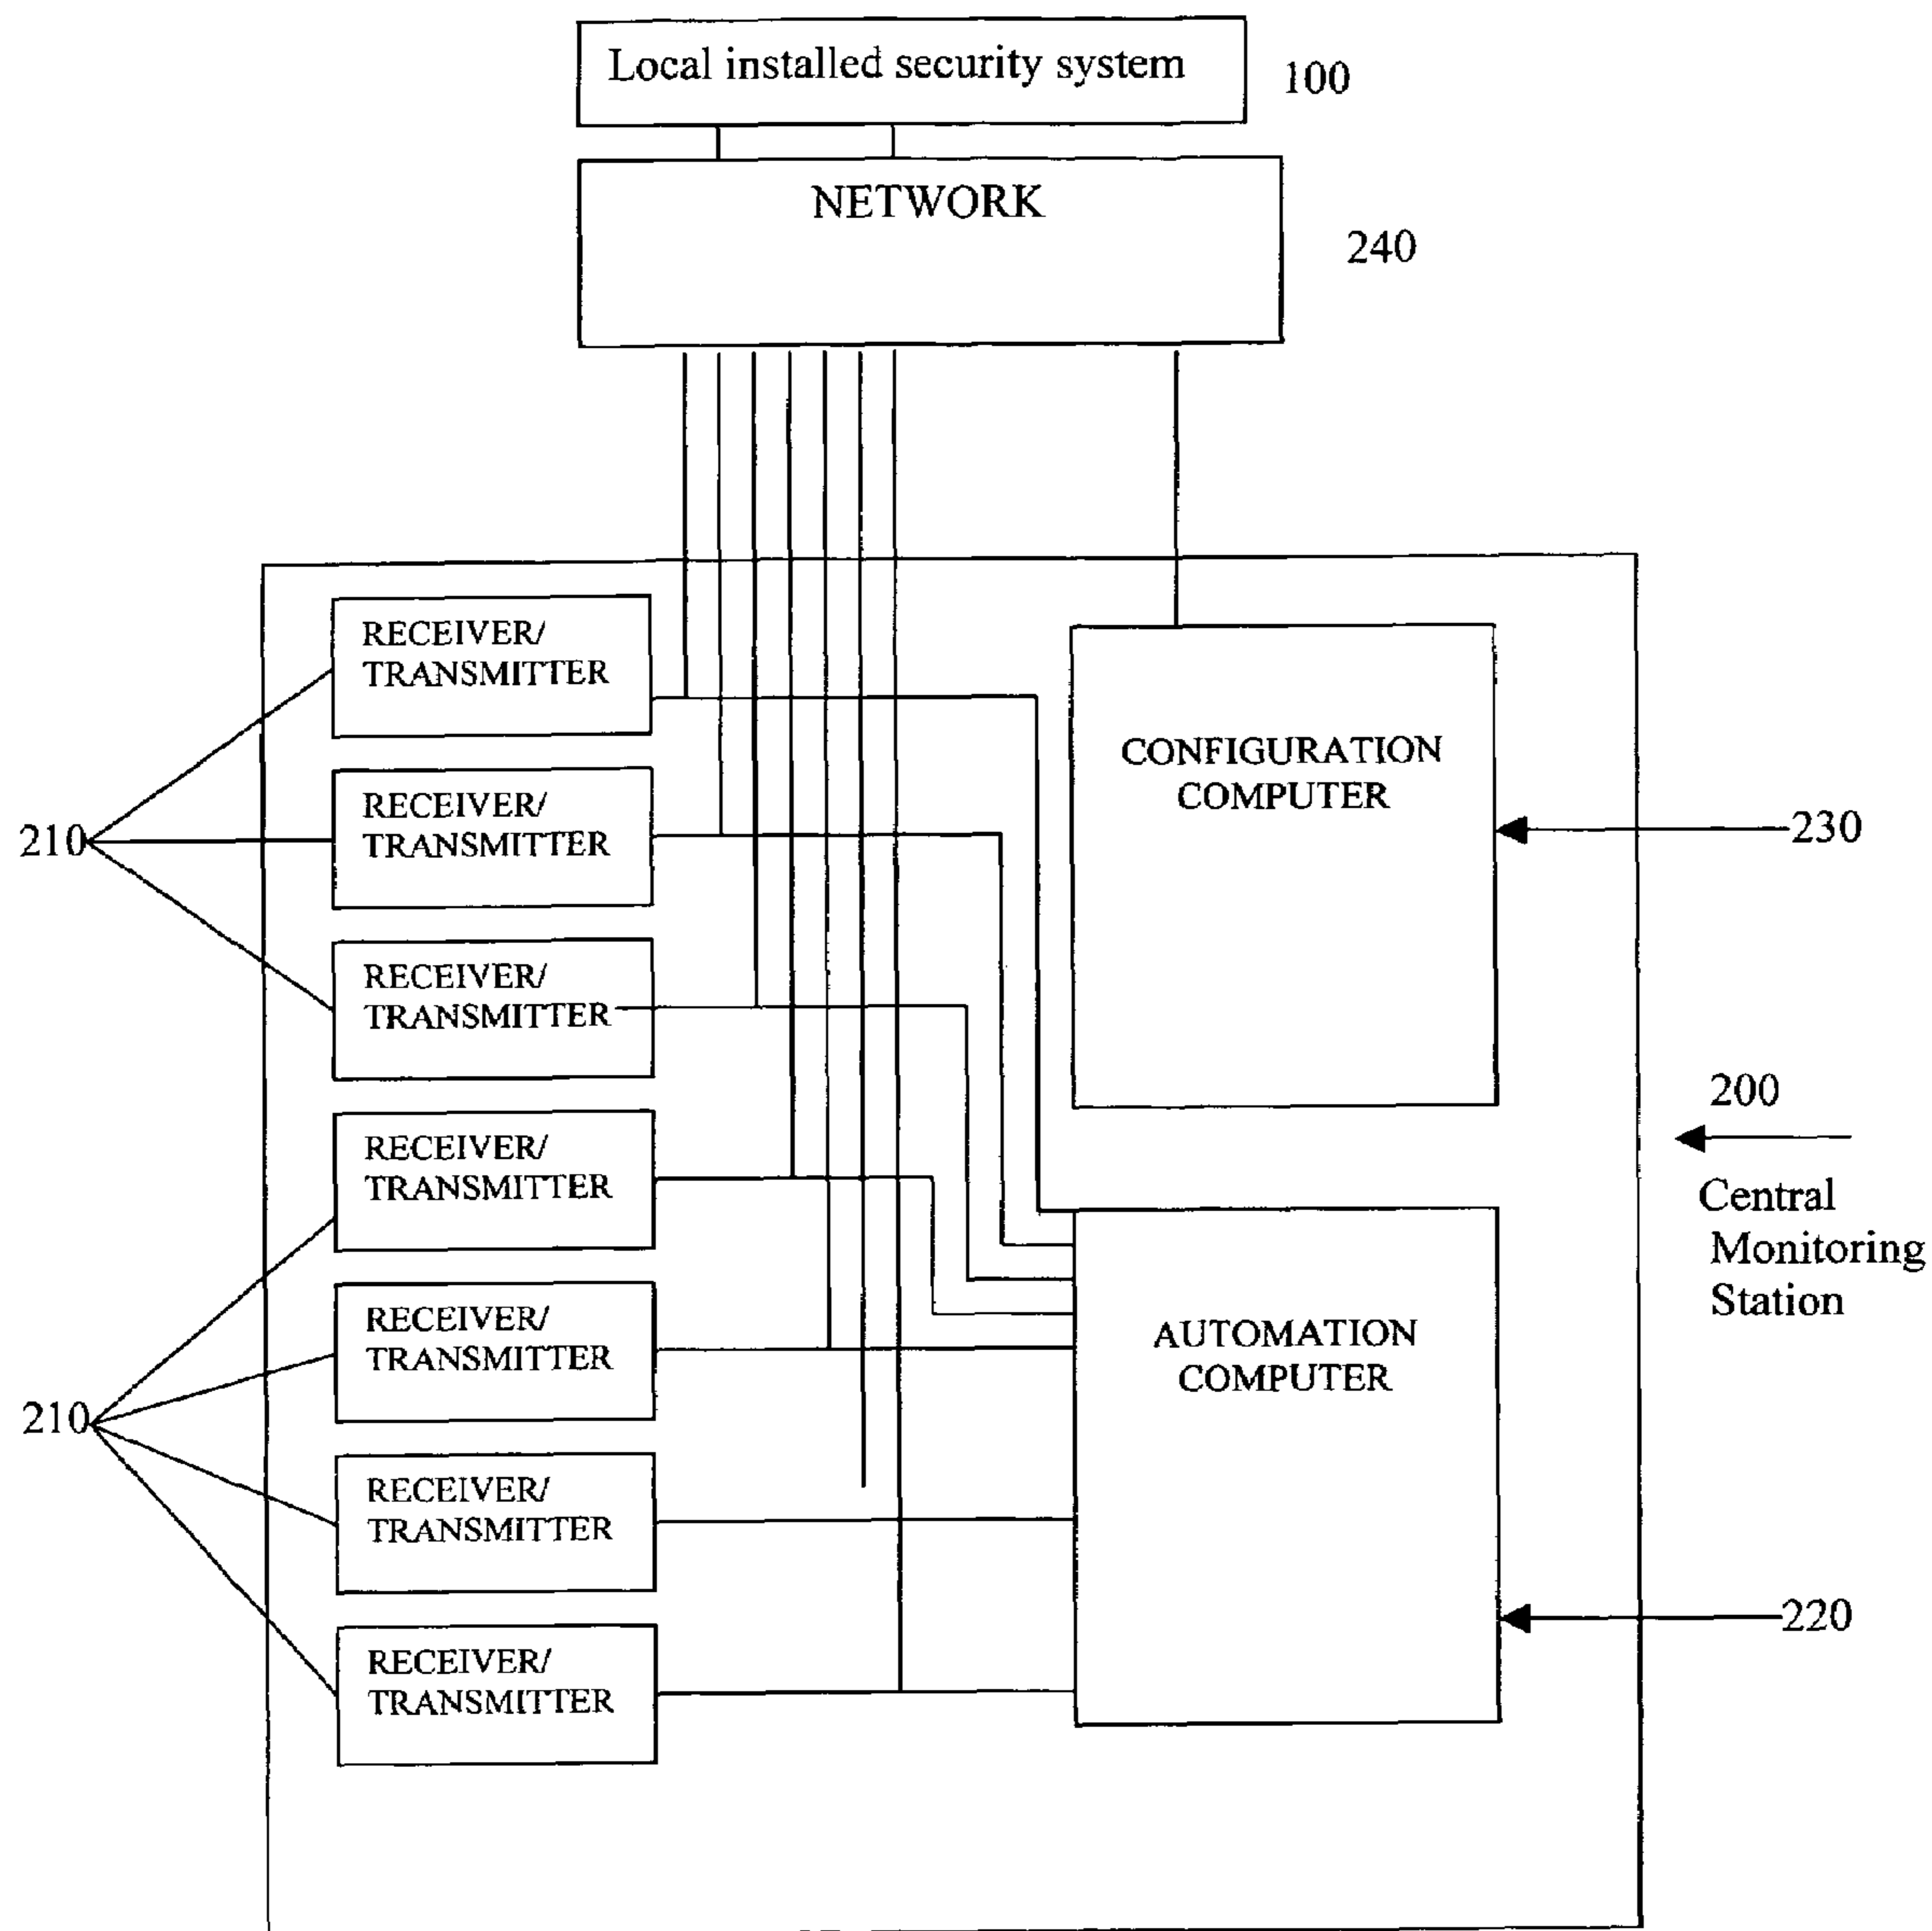 Local installed security system
100
NETWORK
240
RECEIVER/
TRANSMITTER
RECEIVER/
TRANSMITTER
RECEIVER/
TRANSMITTER
210
CONFIGURATION
COMPUTER
230
200
Central
Monitoring
Station
RECEIVER/
TRANSMITTER
RECEIVER/
TRANSMITTER
RECEIVER/
TRANSMITTER
RECEIVER/
TRANSMITTER
210
AUTOMATION
COMPUTER
220